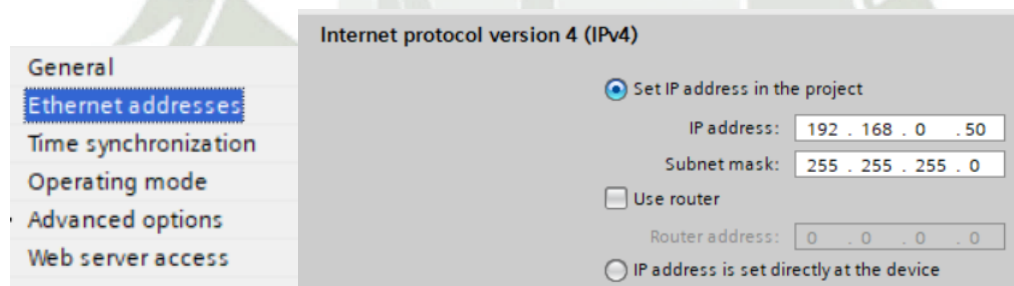 General
Ethernet addresses
Time synchronization
Operating mode
Advanced options
Web server access
Internet protocol version 4 (IPv4)
Set IP address in the project
IP address: 192 . 168 . 0 . 50
Subnet mask: 255 . 255 . 255 . 0
Use router
Router address: 0 . 0 . 0 . 0
IP address is set directly at the device